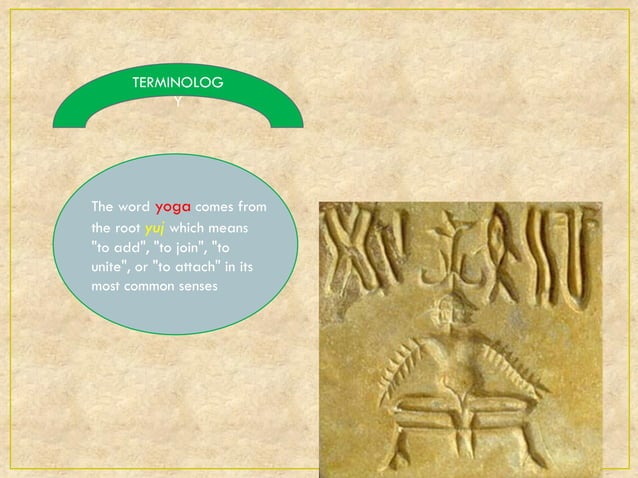 TERMINOLOG
Y
The word yoga comes from
the root yuj which means
"to add", "to join", "to
unite", or "to attach" in its
most common senses